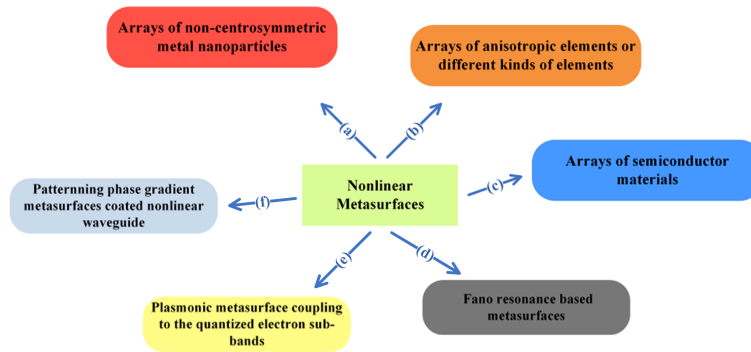 Arrays of non-centrosymmetric
metal nanoparticles
Arrays of anisotropic elements or
different kinds of elements
(a)
(b)
Arrays of semiconductor
materials
(c)
Nonlinear
Metasurfaces
Patternning phase gradient
metasurfaces coated nonlinear
waveguide
(f)
(e)
(d)
Plasmonic metasurface coupling
to the quantized electron sub-
bands
Fano resonance based
metasurfaces